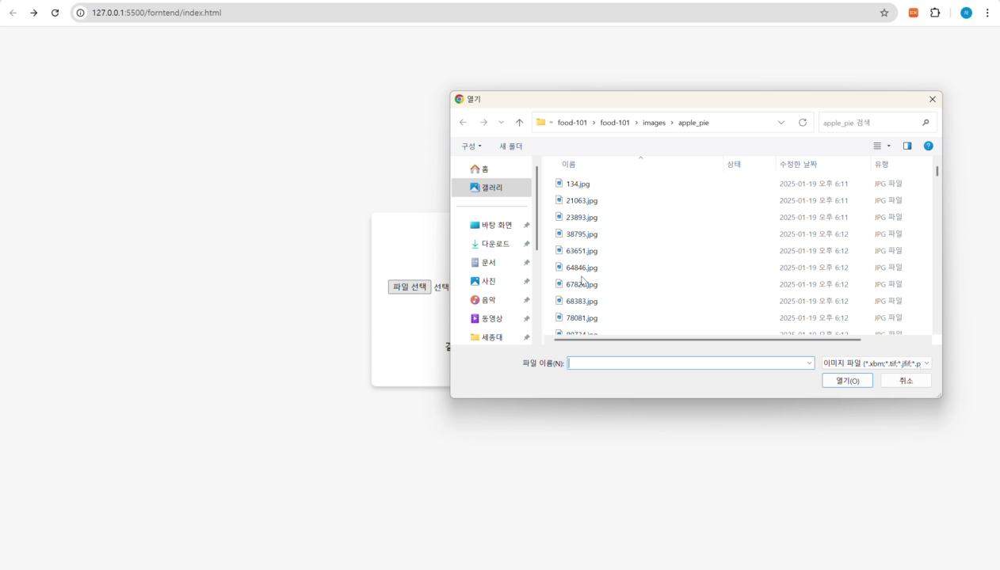 127.0.0.1:5500/forntend/index.html
EX
열기
« food-101 › food-101 › images › apple_pie
apple_pie 검색
구성
새 폴더
이름
상태
수정한 날짜
유형
홈
갤러리
바탕 화면
다운로드
문서
사진
음악
동영상
세종대
134.jpg 2025-01-19 오후 6:11 JPG 파일
21063.jpg 2025-01-19 오후 6:11 JPG 파일
23893.jpg 2025-01-19 오후 6:11 JPG 파일
38795.jpg 2025-01-19 오후 6:12 JPG 파일
63651.jpg 2025-01-19 오후 6:12 JPG 파일
64846.jpg 2025-01-19 오후 6:12 JPG 파일
2025-01-19 오후 6:12 JPG 파일
68383.jpg 2025-01-19 오후 6:12 JPG 파일
78081.jpg 2025-01-19 오후 6:12 JPG 파일
파일 선택 선택
파일 이름(N):
이미지 파일 (*.xbm;*.tif;*.jfif;*.p
열기(O)
취소